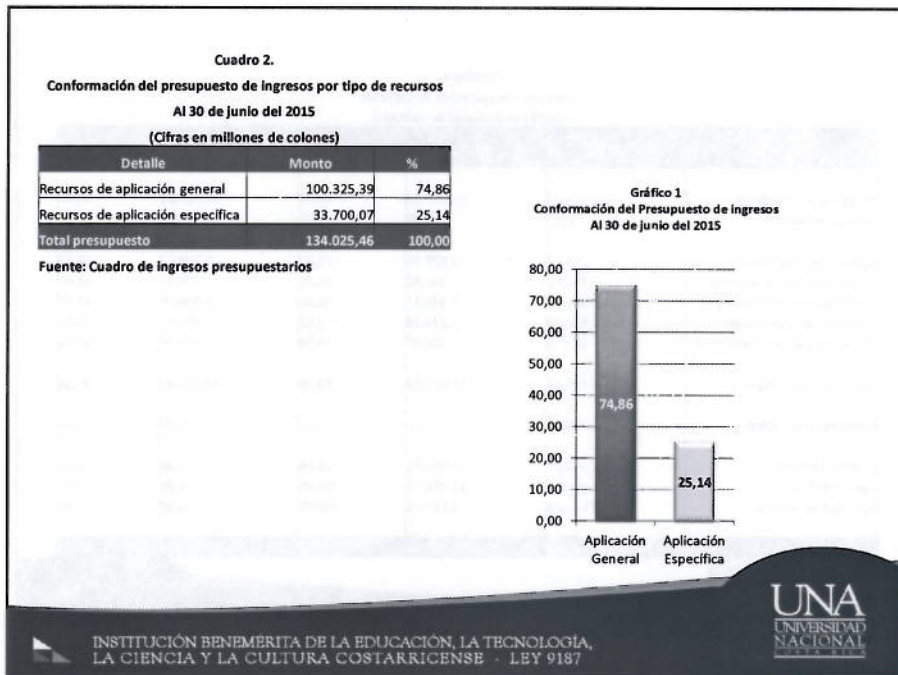 Cuadro 2.
Conformación del presupuesto de ingresos por tipo de recursos
Al 30 de junio del 2015
(Cifras en millones de colones)
Detalle Monto %
Recursos de aplicación general 100.325,39 74,86
Recursos de aplicación específica 33.700,07 25,14
Total presupuesto 134.025,46 100,00
Fuente: Cuadro de ingresos presupuestarios
Gráfico 1
Conformación del Presupuesto de ingresos
Al 30 de junio del 2015
80,00
70,00
60,00
50,00
40,00
30,00
20,00
10,00
0,00
74,86
25,14
Aplicación General
Aplicación Específica
INSTITUCIÓN BENEMÉRITA DE LA EDUCACIÓN, LA TECNOLOGÍA,
LA CIENCIA Y LA CULTURA COSTARRICENSE · LEY 9187
UNA
UNIVERSIDAD
NACIONAL
COSTA RICA